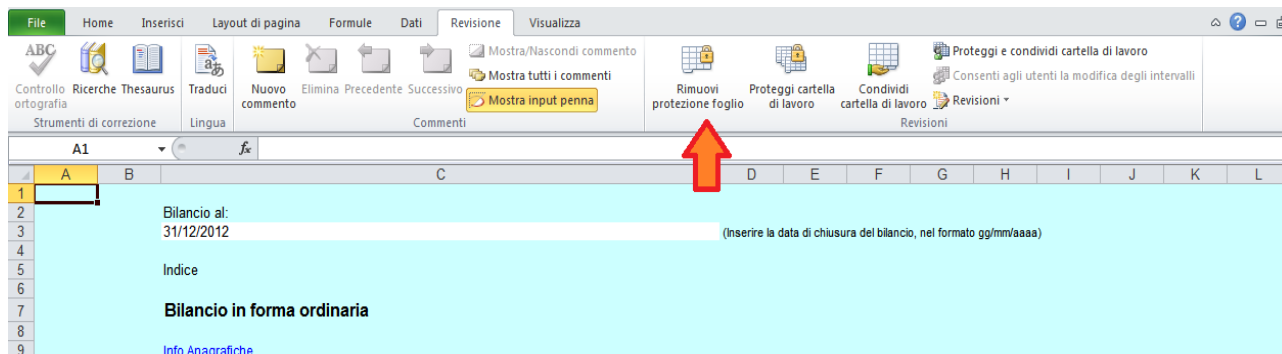 File Home Inserisci Layout di pagina Formule Dati Revisione Visualizza
ABC
Controllo ortografia
Ricerche
Thesaurus
Traduci
Nuovo commento
Elimina
Precedente
Successivo
Mostra/Nascondi commento
Mostra tutti i commenti
Mostra input penna
Rimuovi protezione foglio
Proteggi cartella di lavoro
Condividi cartella di lavoro
Proteggi e condividi cartella di lavoro
Consenti agli utenti la modifica degli intervalli
Revisioni
Strumenti di correzione Lingua Commenti Revisioni
A1 fx
A B C D E F G H I J K L
1
2 Bilancio al:
3 31/12/2012 (Inserire la data di chiusura del bilancio, nel formato gg/mm/aaaa)
4
5 Indice
6
7 Bilancio in forma ordinaria
8
9 Info Anagrafiche